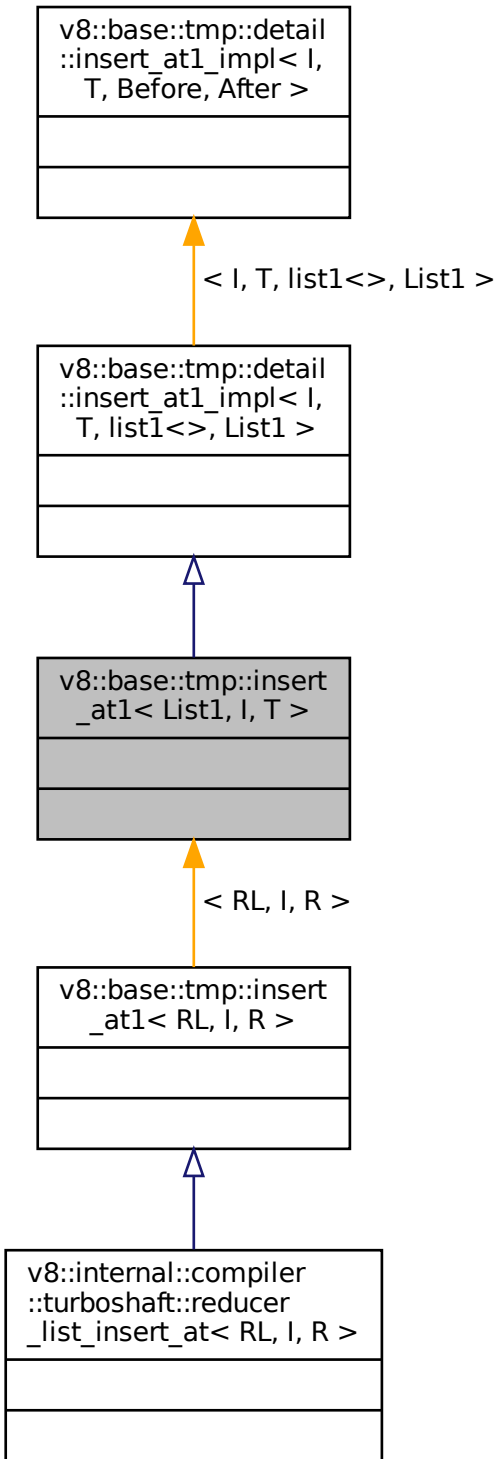 v8::base::tmp::detail
::insert_at1_impl< I,
T, Before, After >
< I, T, list1<>, List1 >
v8::base::tmp::detail
::insert_at1_impl< I,
T, list1<>, List1 >
v8::base::tmp::insert
_at1< List1, I, T >
< RL, I, R >
v8::base::tmp::insert
_at1< RL, I, R >
v8::internal::compiler
::turboshaft::reducer
_list_insert_at< RL, I, R >